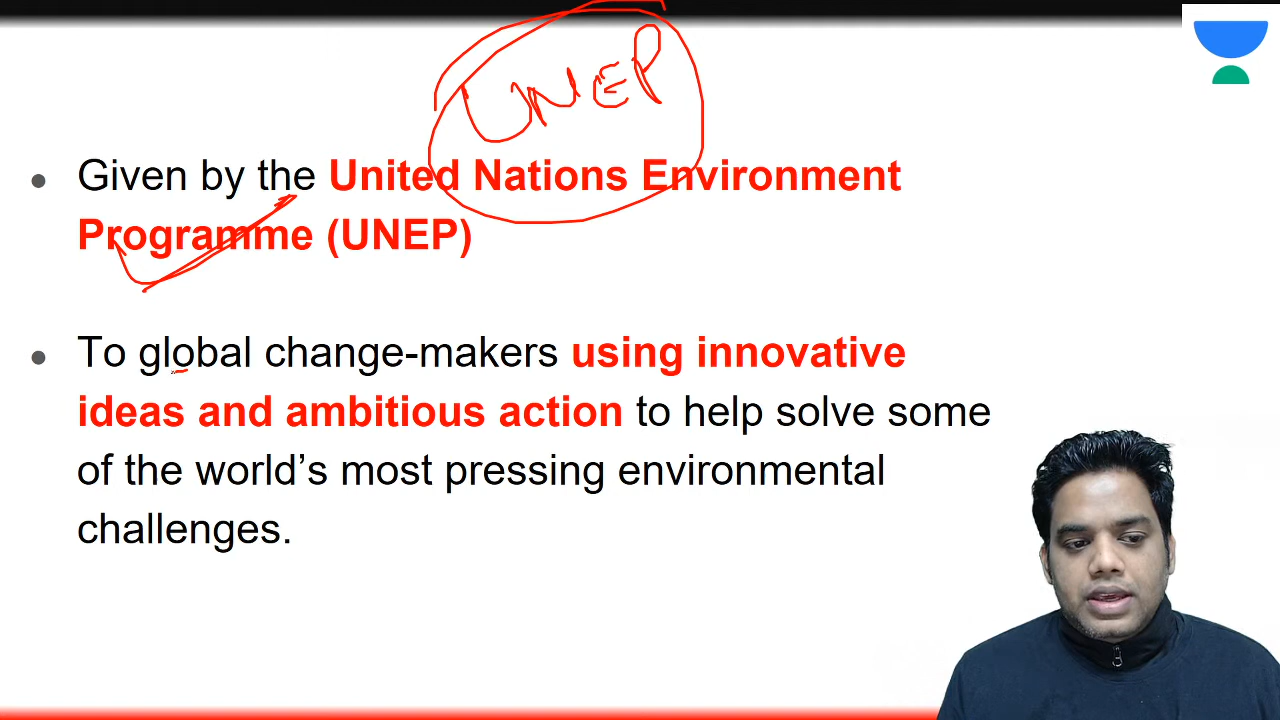 UNEP
Given by the United Nations Environment
Programme (UNEP)
To global change-makers using innovative
ideas and ambitious action to help solve some
of the world’s most pressing environmental
challenges.